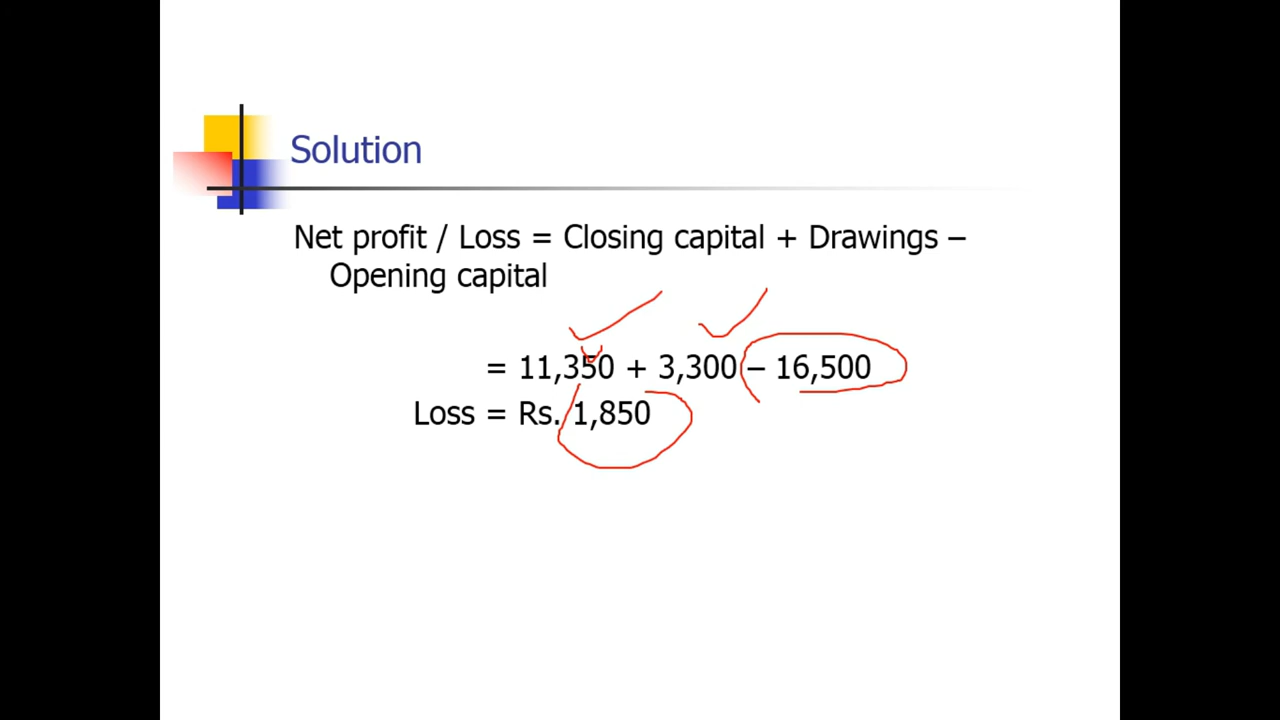 Solution
Net profit / Loss = Closing capital + Drawings –
Opening capital
= 11,350 + 3,300 – 16,500
Loss = Rs. 1,850